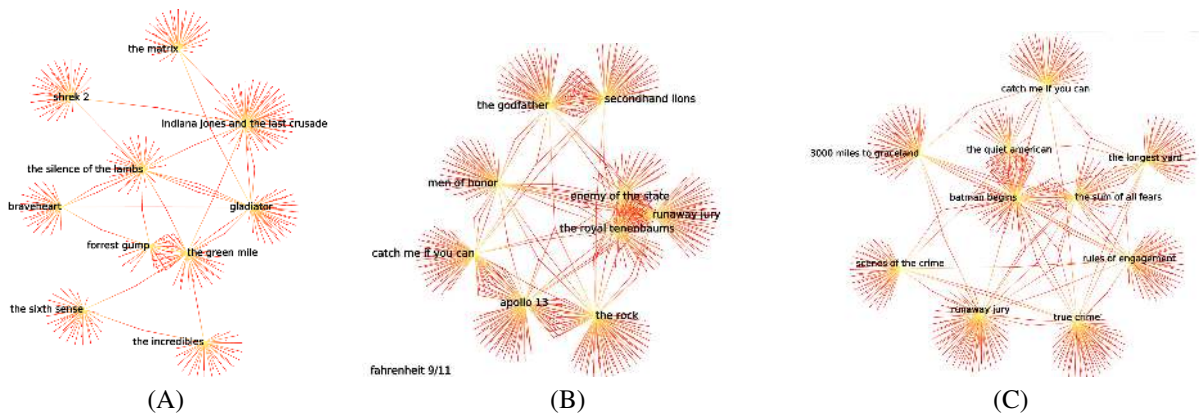 the matrix
shrek 2
indiana jones and the last crusade
the silence of the lambs
braveheart
gladiator
forrest gump
the green mile
the sixth sense
the incredibles
(A)
the godfather
secondhand lions
men of honor
enemy of the state
runaway jury
the royal tenenbaums
catch me if you can
apollo 13
the rock
fahrenheit 9/11
(B)
catch me if you can
3000 miles to graceland
the quiet american
the longest yard
batman begins
the sum of all fears
scenes of the crime
rules of engagement
runaway jury
true crime
(C)